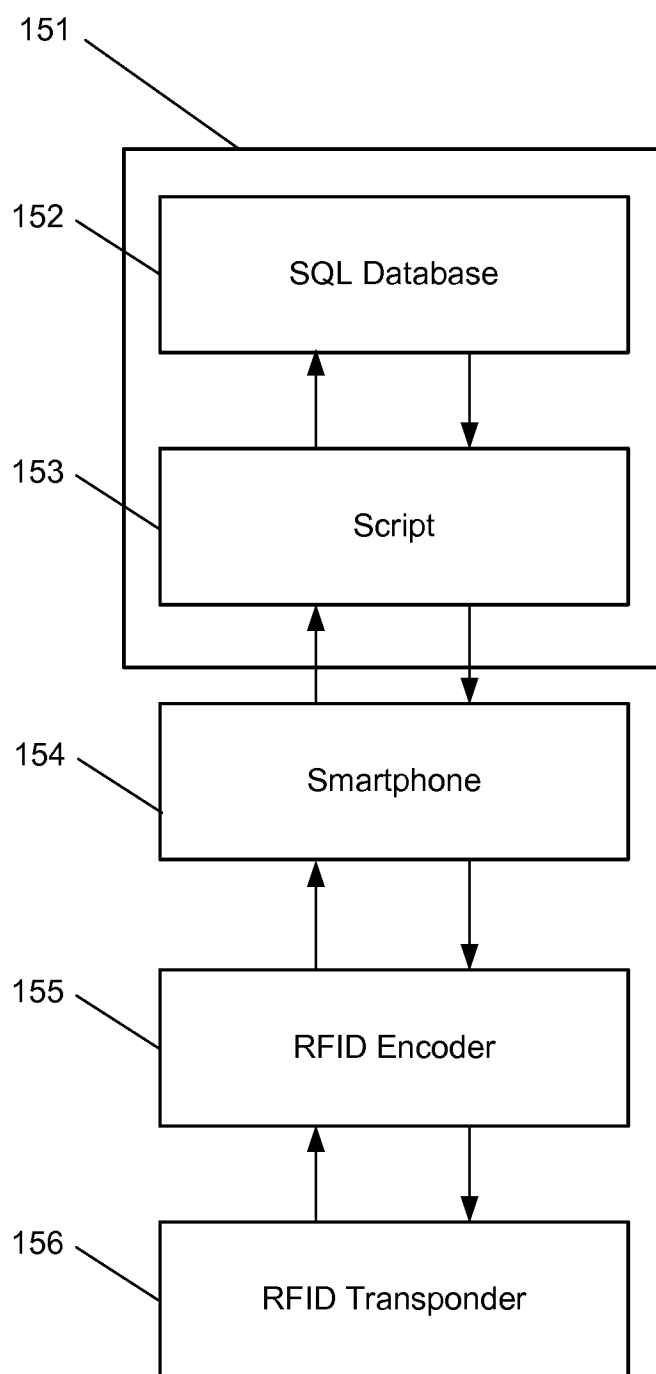 151
152
SQL Database
153
Script
154
Smartphone
155
RFID Encoder
156
RFID Transponder